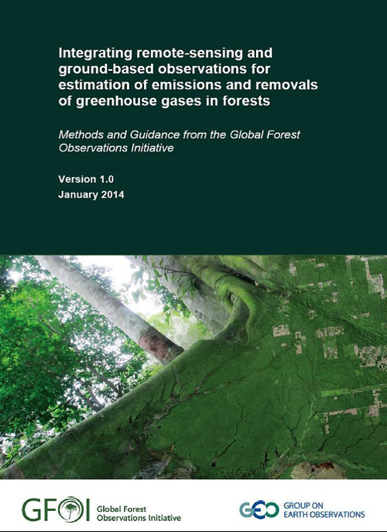 Integrating remote-sensing and
ground-based observations for
estimation of emissions and removals
of greenhouse gases in forests
Methods and Guidance from the Global Forest
Observations Initiative
Version 1.0
January 2014
GFOI
Global Forest
Observations Initiative
GEO
GROUP ON
EARTH OBSERVATIONS